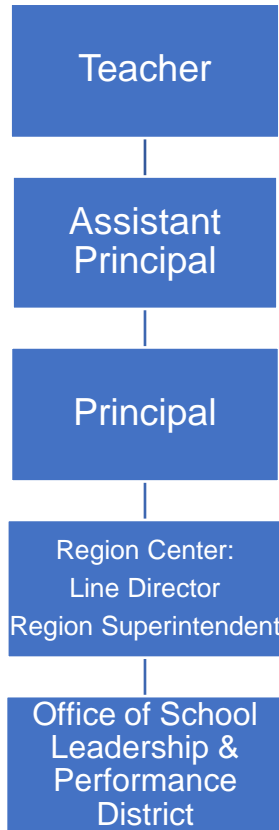 Teacher
Assistant
Principal
Principal
Region Center:
Line Director
Region Superintendent
Office of School
Leadership &
Performance
District